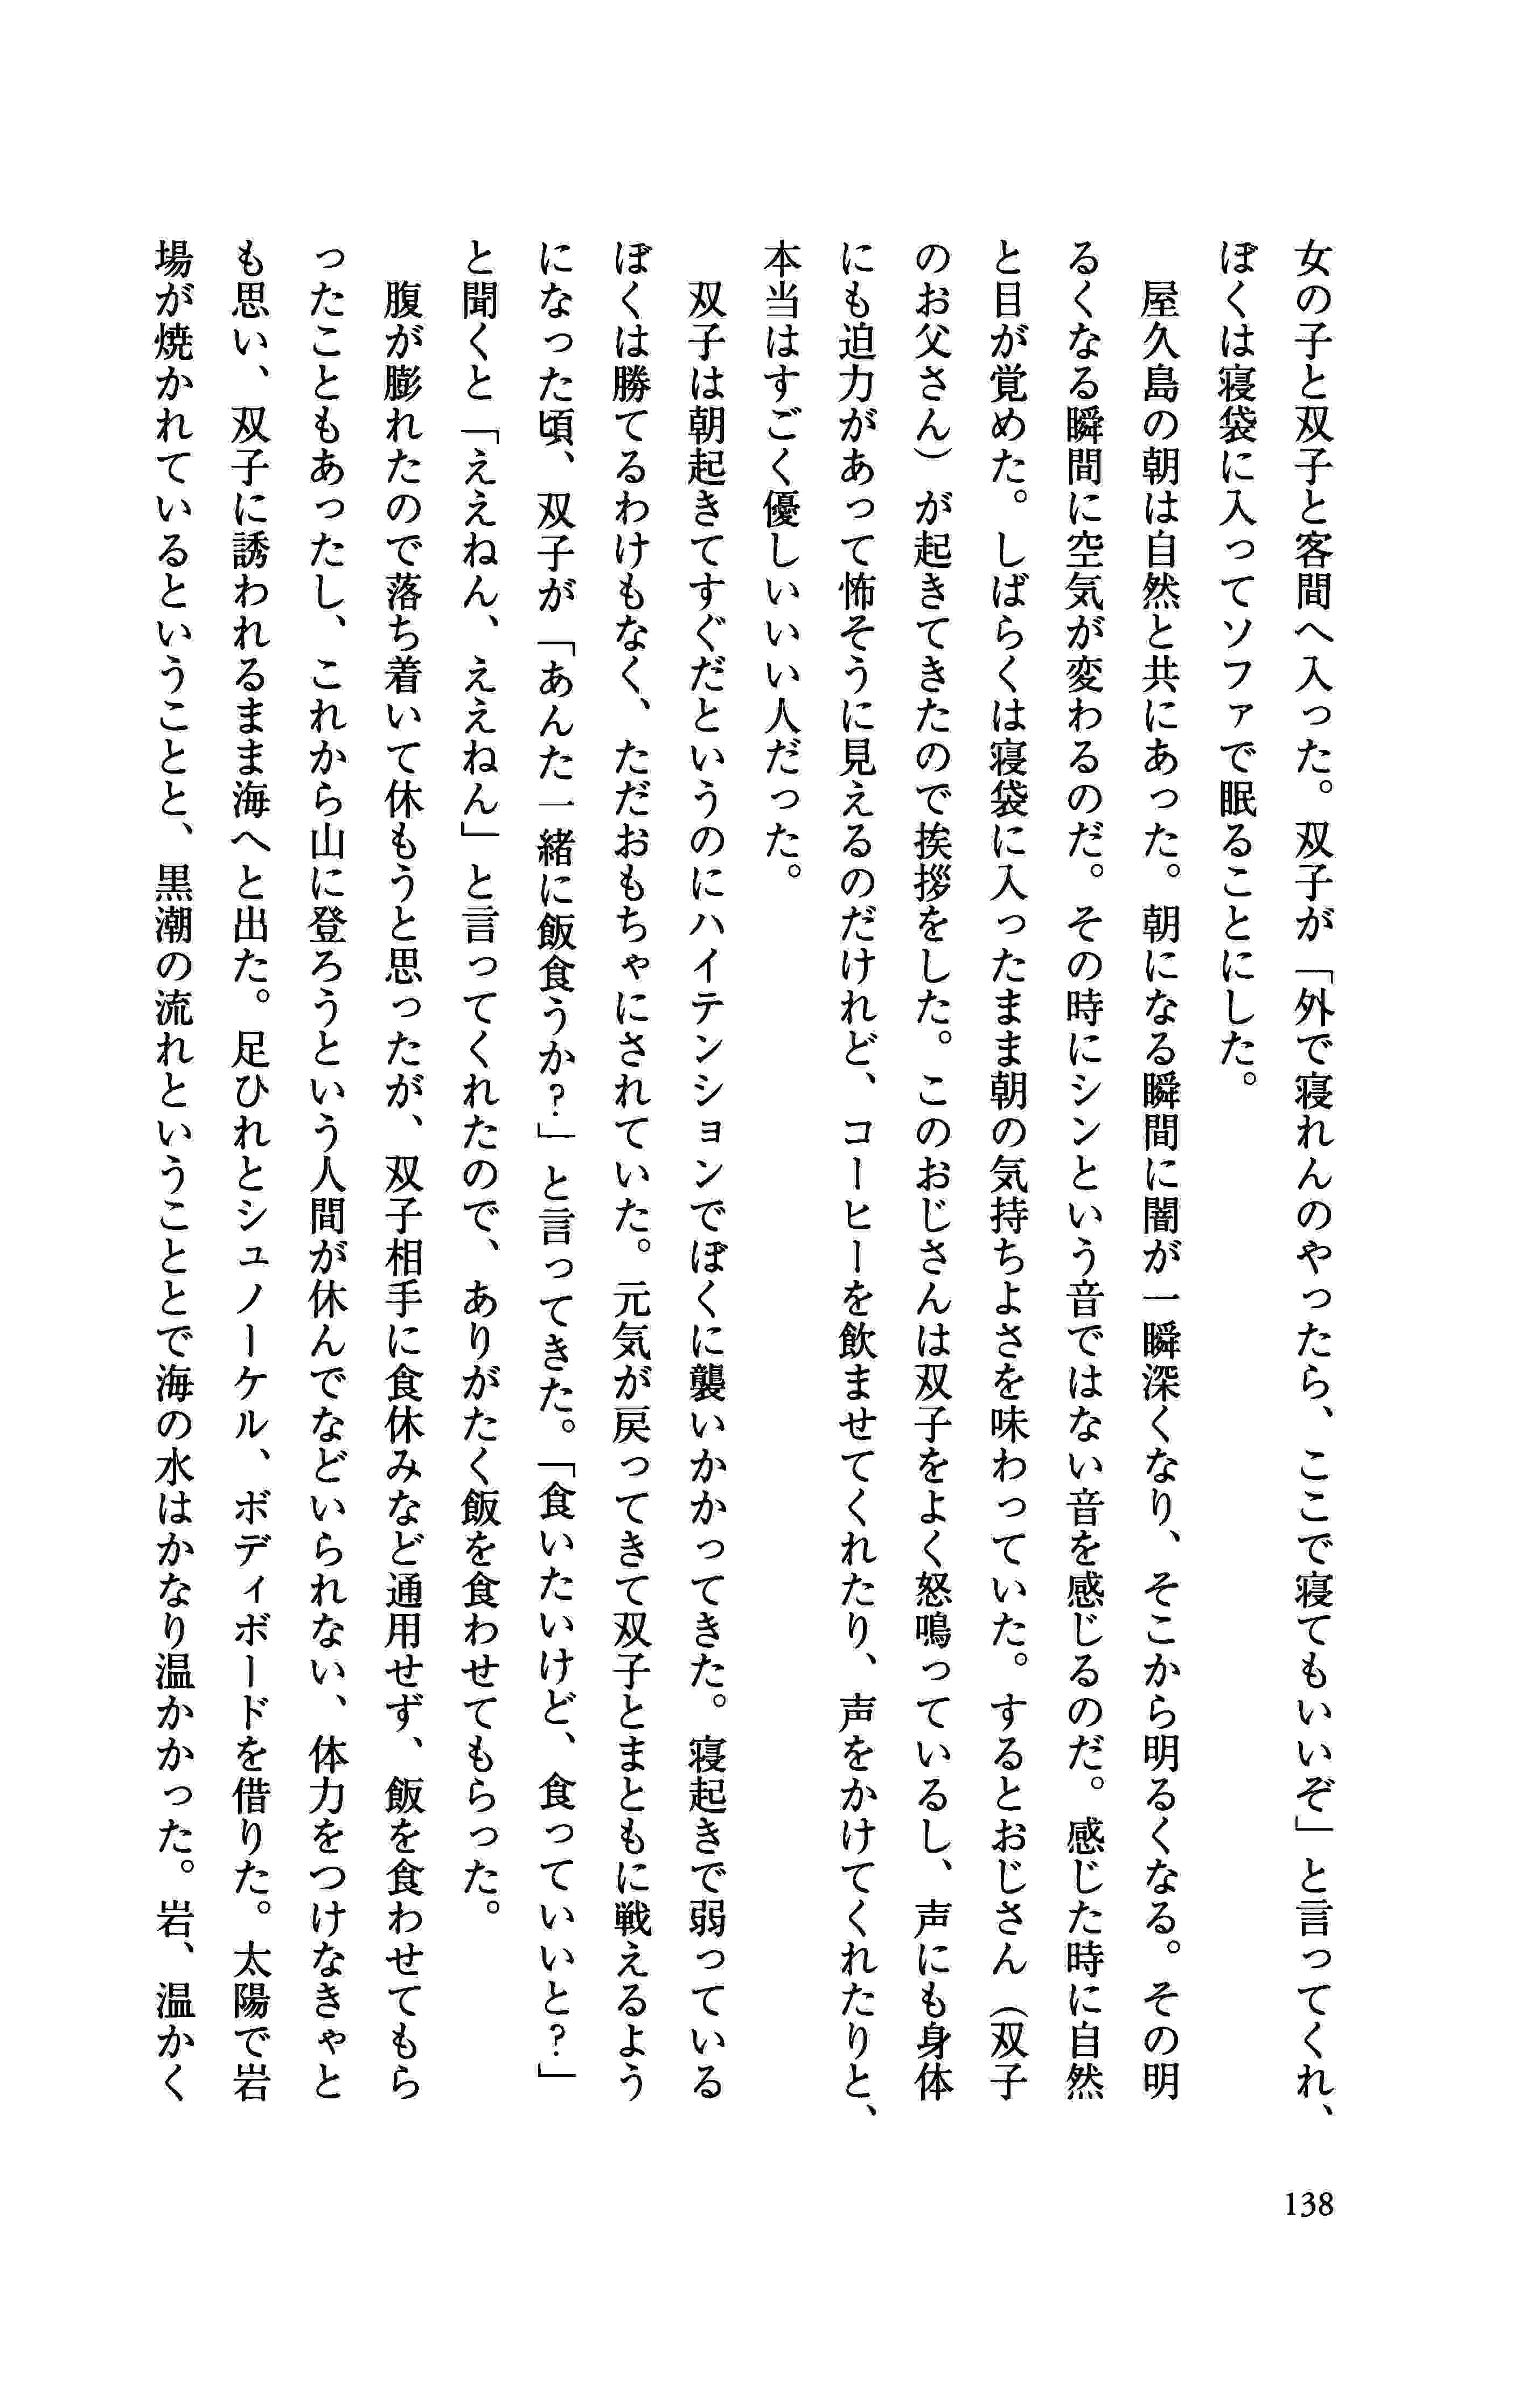 女の子と双子と客間へ入った。双子が「外で寝れんのやったら、ここで寝てもいいぞ」と言ってくれ、
ぼくは寝袋に入ってソファで眠ることにした。
　屋久島の朝は自然と共にあった。朝になる瞬間に闇が一瞬深くなり、そこから明るくなる。その明
るくなる瞬間に空気が変わるのだ。その時にシンという音ではない音を感じるのだ。感じた時に自然
と目が覚めた。しばらくは寝袋に入ったまま朝の気持ちよさを味わっていた。するとおじさん（双子
のお父さん）が起きてきたので挨拶をした。このおじさんは双子をよく怒鳴っているし、声にも身体
にも迫力があって怖そうに見えるのだけれど、コーヒーを飲ませてくれたり、声をかけてくれたりと、
本当はすごく優しいいい人だった。
　双子は朝起きてすぐだというのにハイテンションでぼくに襲いかかってきた。寝起きで弱っている
ぼくは勝てるわけもなく、ただおもちゃにされていた。元気が戻ってきて双子とまともに戦えるよう
になった頃、双子が「あんた一緒に飯食うか?」と言ってきた。「食いたいけど、食っていいと?」
と聞くと「ええねん、ええねん」と言ってくれたので、ありがたく飯を食わせてもらった。
　腹が膨れたので落ち着いて休もうと思ったが、双子相手に食休みなど通用せず、飯を食わせてもら
ったこともあったし、これから山に登ろうという人間が休んでなどいられない、体力をつけなきゃと
も思い、双子に誘われるまま海へと出た。足ひれとシュノーケル、ボディボードを借りた。太陽で岩
場が焼かれているということと、黒潮の流れということとで海の水はかなり温かかった。岩、温かく
138